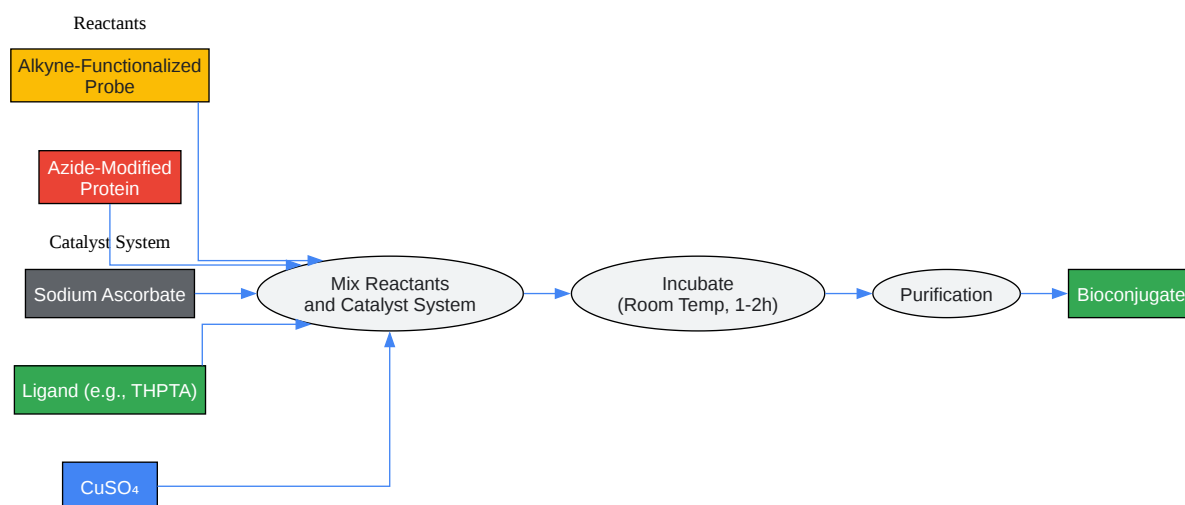 Reactants
Alkyne-Functionalized
Probe
Azide-Modified
Protein
Catalyst System
Sodium Ascorbate
Mix Reactants
and Catalyst System
Incubate
(Room Temp, 1-2h)
Purification
Bioconjugate
Ligand (e.g., THPTA)
CuSO₄